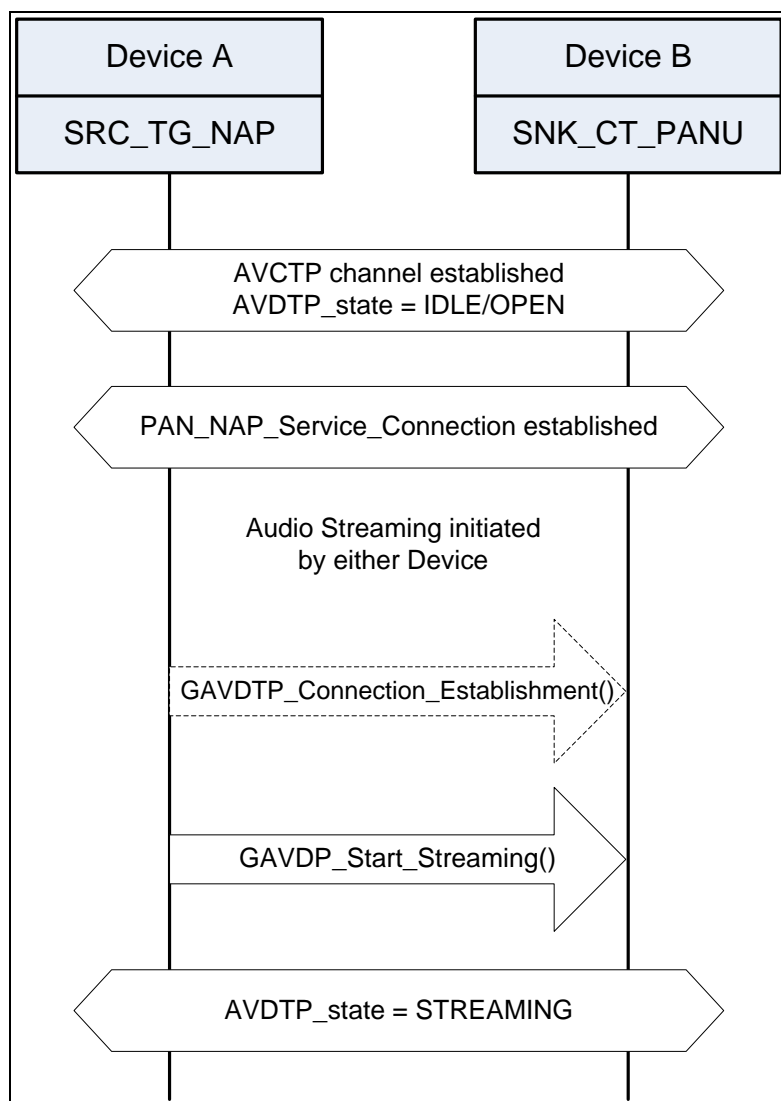 Device A
Device B
SRC_TG_NAP
SNK_CT_PANU
AVCTP channel established
AVDTP_state = IDLE/OPEN
PAN_NAP_Service_Connection established
Audio Streaming initiated
by either Device
GAVDTP_Connection_Establishment()
GAVDP_Start_Streaming()
AVDTP_state = STREAMING